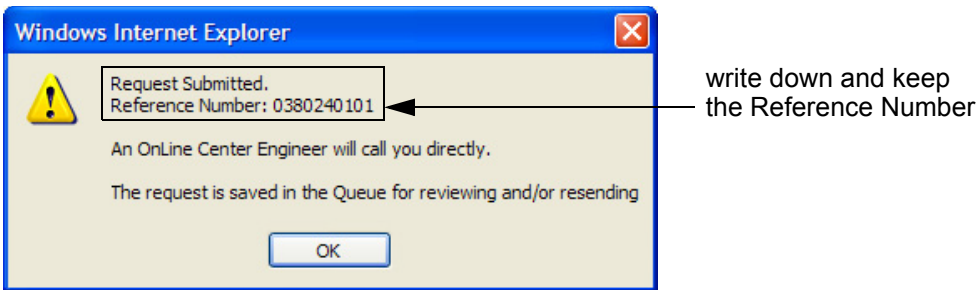 Windows Internet Explorer
Request Submitted.
Reference Number: 0380240101
An OnLine Center Engineer will call you directly.
The request is saved in the Queue for reviewing and/or resending
OK
write down and keep
the Reference Number